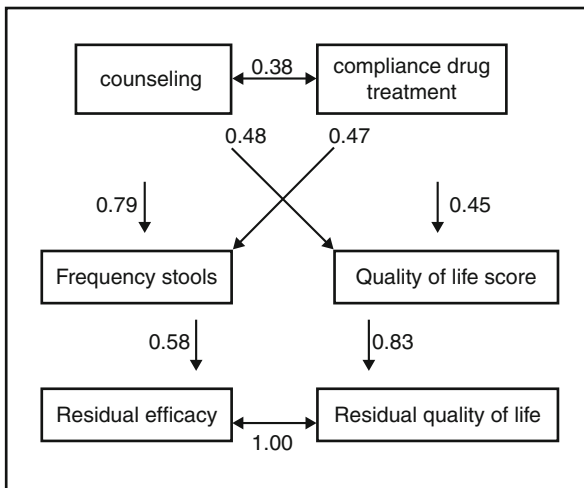 counseling
0.38
compliance drug
treatment
0.48
0.47
0.79
0.45
Frequency stools
Quality of life score
0.58
0.83
Residual efficacy
Residual quality of life
1.00